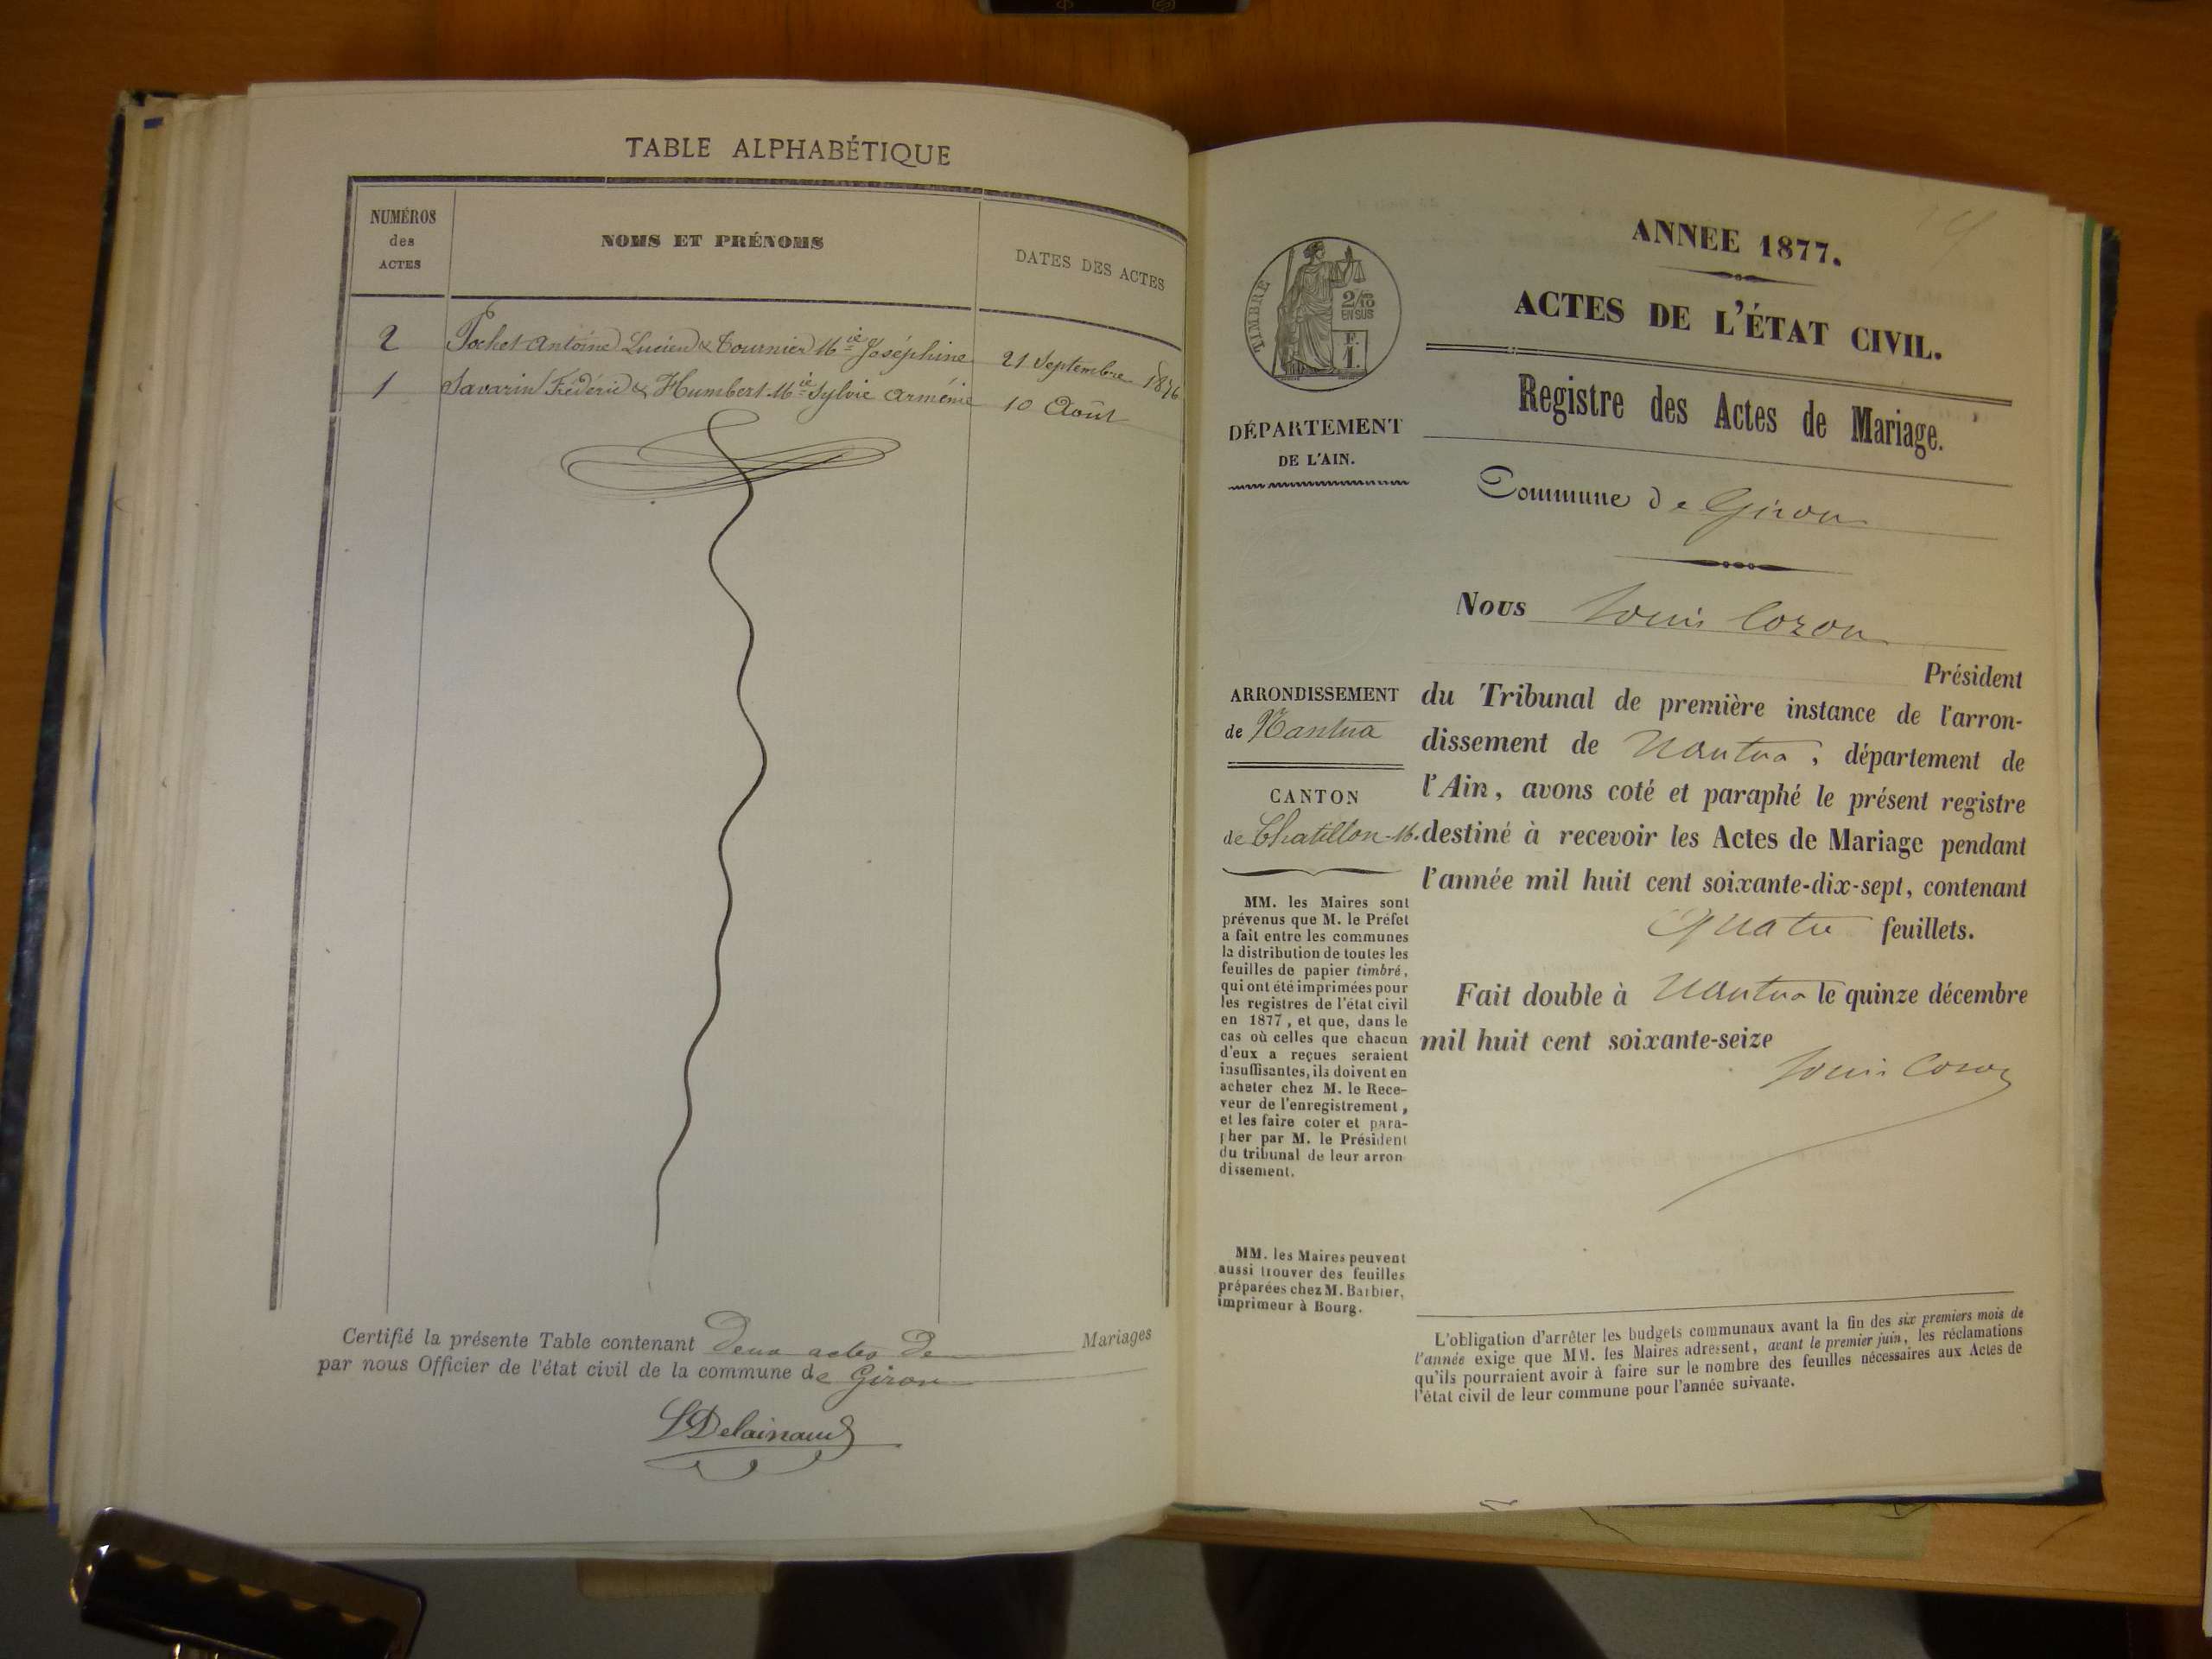 TABLE ALPHABÉTIQUE
NUMÉROS
des
ACTES
NOMS ET PRÉNOMS
DATES DES ACTES
2 Pochet Antoine Lucien & Tournier Mie Joséphine 21 Septembre 1876
1 Savarin Frédéric & Humbert Mie Sylvie Arménie 10 Août
Certifié la présente Table contenant deux actes de Mariages
par nous Officier de l'état civil de la commune de Giron
Delainaud
TIMBRE
2/10
EN SUS
F.
1.
DÉPARTEMENT
DE L'AIN.
ARRONDISSEMENT
de Nantua
CANTON
de Chatillon-M.
MM. les Maires sont
prévenus que M. le Préfet
a fait entre les communes
la distribution de toutes les
feuilles de papier timbré,
qui ont été imprimées pour
les registres de l'état civil
en 1877, et que, dans le
cas où celles que chacun
d'eux a reçues seraient
insuffisantes, ils doivent en
acheter chez M. le Rece-
veur de l'enregistrement,
et les faire coter et para-
pher par M. le Président
du tribunal de leur arron
dissement.
MM. les Maires peuvent
aussi trouver des feuilles
préparées chez M. Barbier,
imprimeur à Bourg.
ANNÉE 1877.
ACTES DE L'ÉTAT CIVIL.
Registre des Actes de Mariage.
Commune de Giron
Nous Louis Cozon
Président
du Tribunal de première instance de l'arron-
dissement de Nantua, département de
l'Ain, avons coté et paraphé le présent registre
destiné à recevoir les Actes de Mariage pendant
l'année mil huit cent soixante-dix-sept, contenant
quatre feuillets.
Fait double à Nantua le quinze décembre
mil huit cent soixante-seize
Louis Cozon
L'obligation d'arrêter les budgets communaux avant la fin des six premiers mois de
l'année exige que MM. les Maires adressent, avant le premier juin, les réclamations
qu'ils pourraient avoir à faire sur le nombre des feuilles nécessaires aux Actes de
l'état civil de leur commune pour l'année suivante.